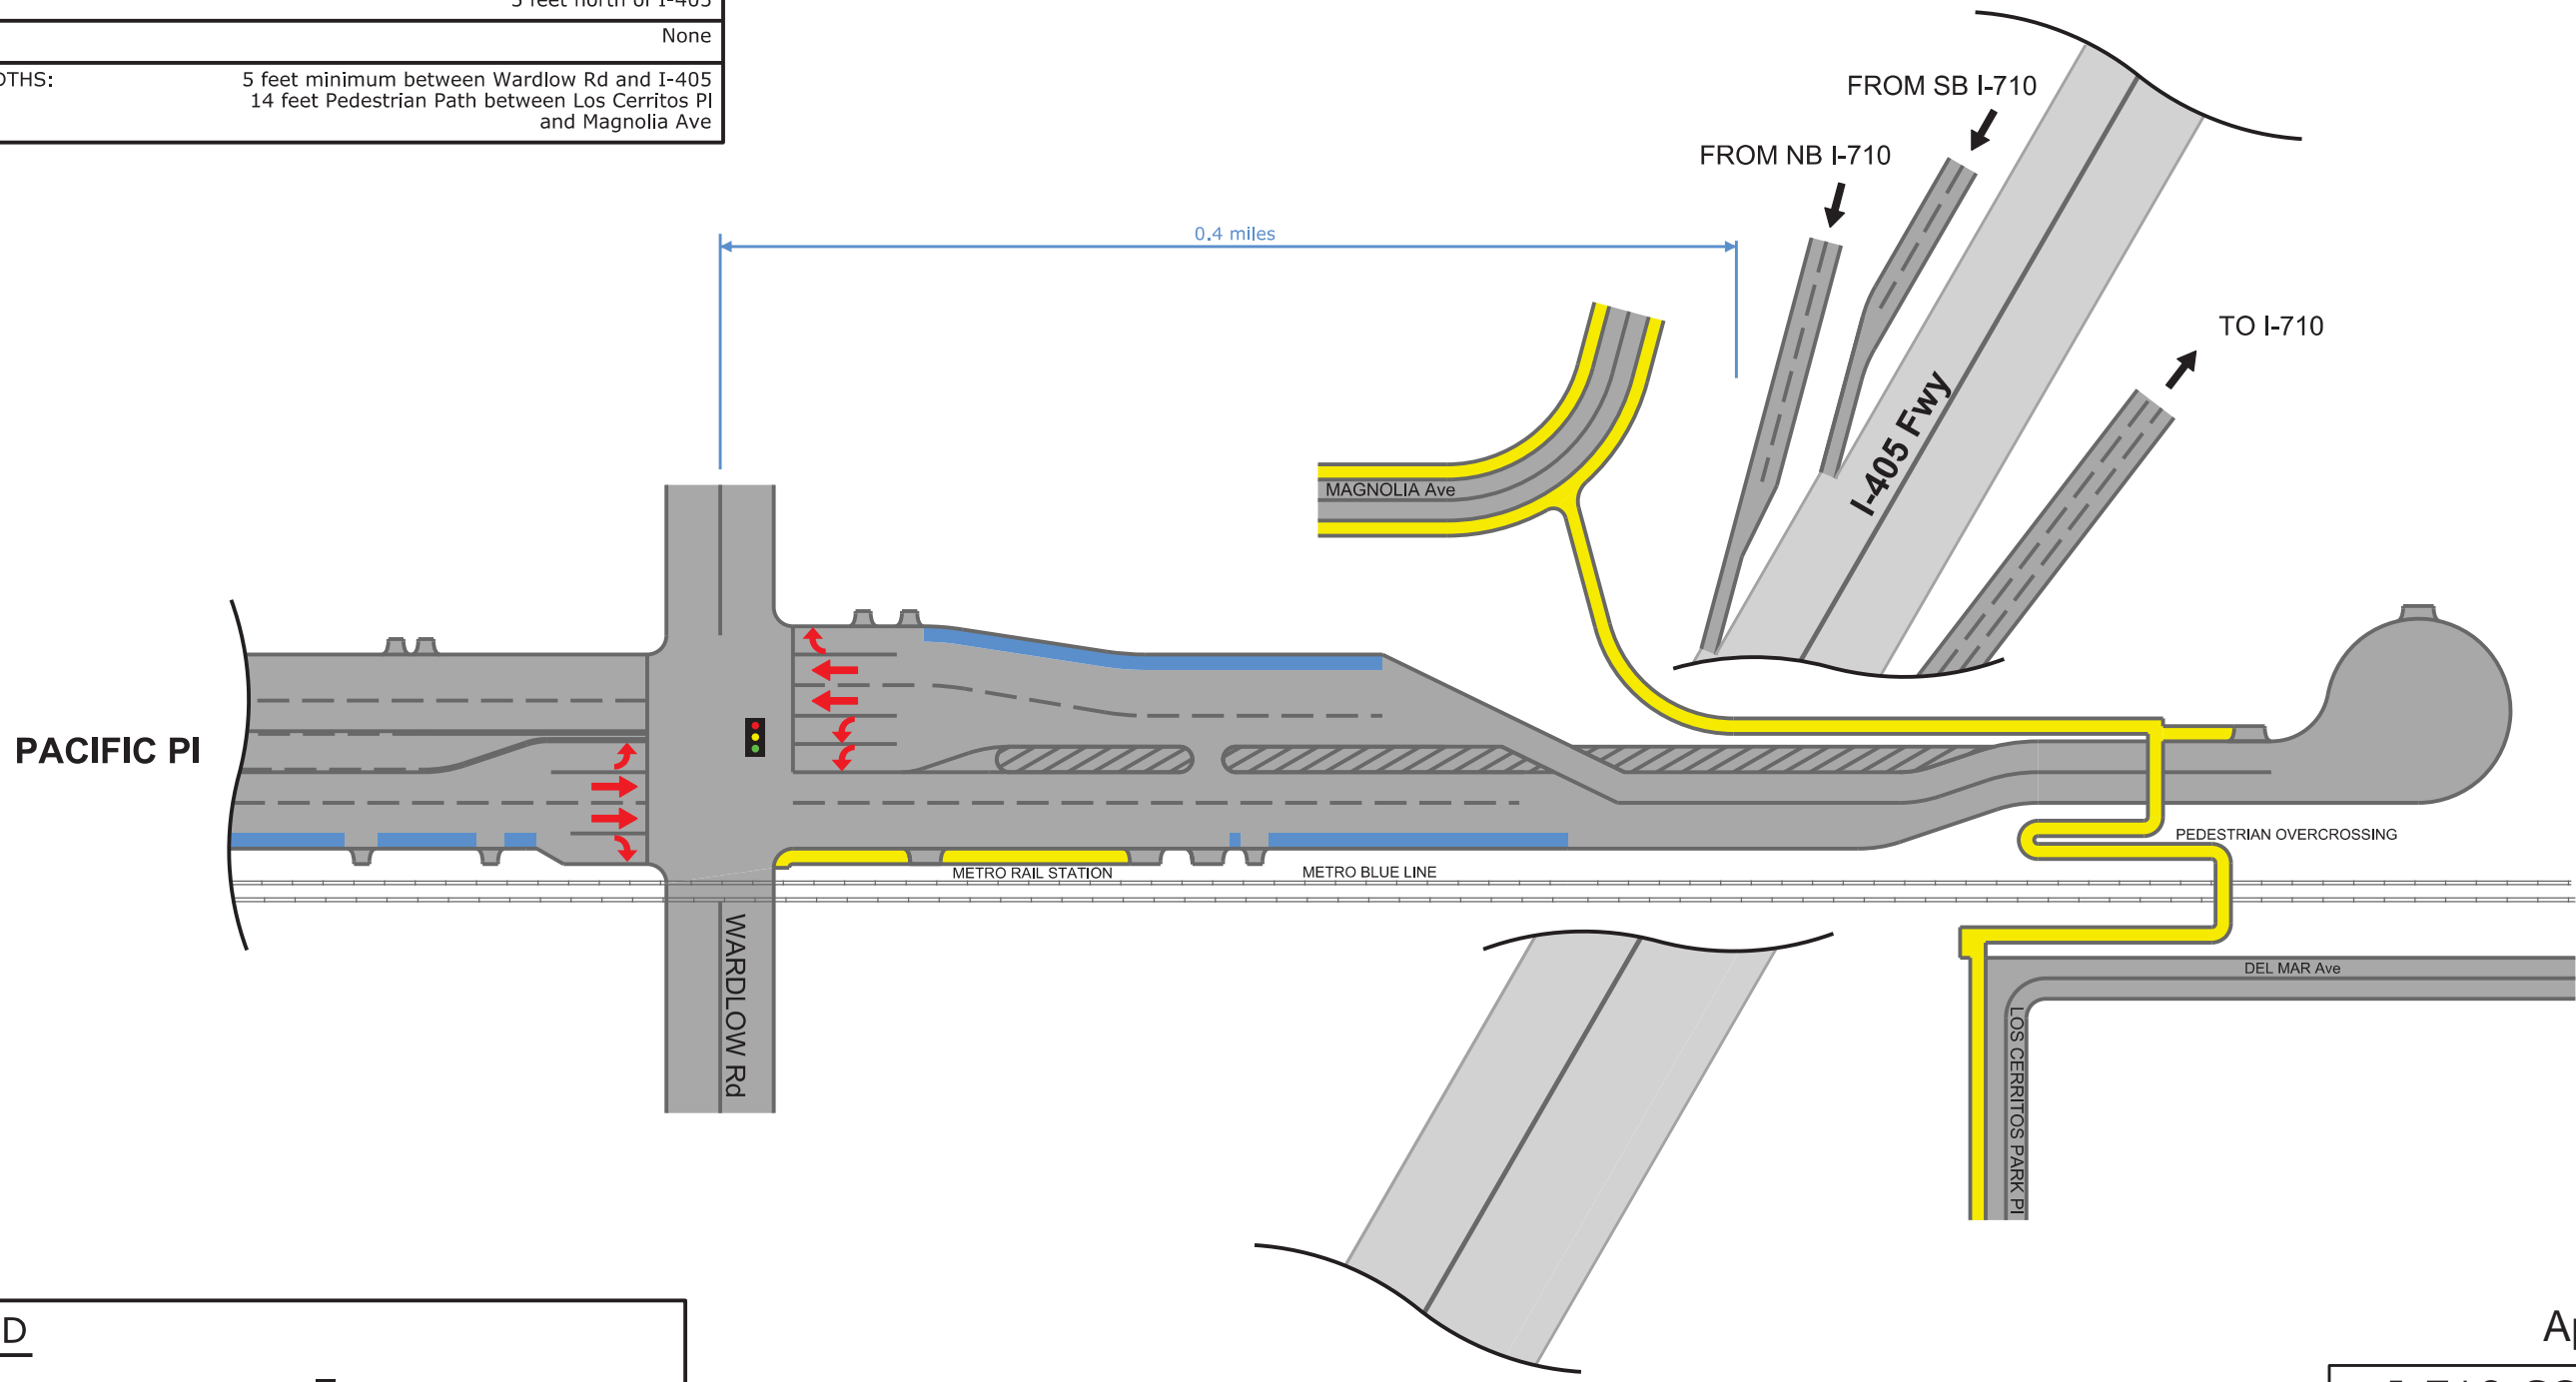 None
5 feet minimum between Wardlow Rd and I-405
14 feet Pedestrian Path between Los Cerritos Pl
and Magnolia Ave
FROM SB I-710
FROM NB I-710
0.4 miles
TO I-710
I-405 Fwy
MAGNOLIA Ave
PACIFIC Pl
PEDESTRIAN OVERCROSSING
METRO RAIL STATION
METRO BLUE LINE
WARDLOW Rd
DEL MAR Ave
LOS CERRITOS PARK Pl